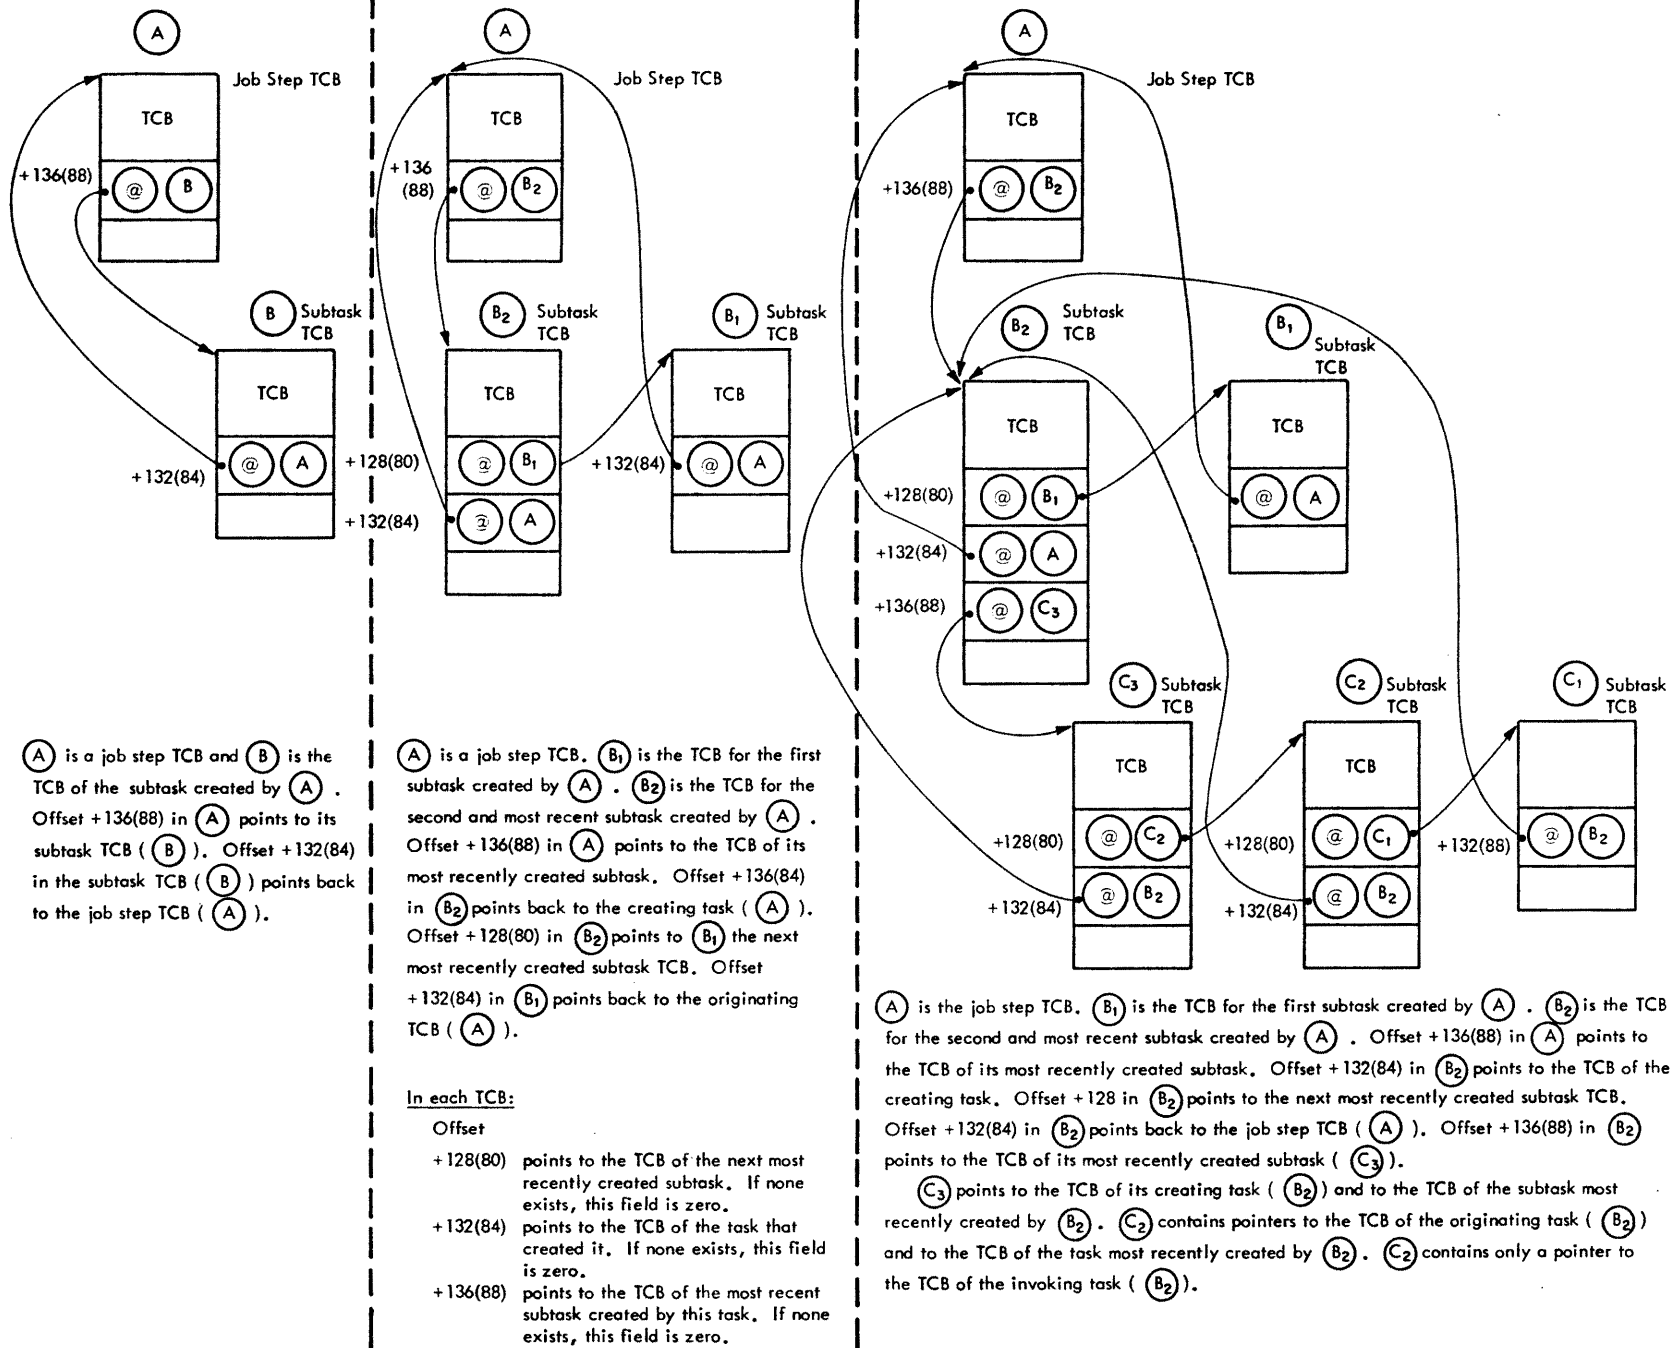 A
Job Step TCB
TCB
+136(88)
@ B
B Subtask
TCB
TCB
+132(84)
@ A
A is a job step TCB and B is the
TCB of the subtask created by A .
Offset +136(88) in A points to its
subtask TCB ( B ). Offset +132(84)
in the subtask TCB ( B ) points back
to the job step TCB ( A ).
A
Job Step TCB
TCB
+136
(88)
@ B2
B2 Subtask
TCB
TCB
+128(80)
@ B1
+132(84)
@ A
B1 Subtask
TCB
+132(84)
@ A
A is a job step TCB. B1 is the TCB for the first
subtask created by A . B2 is the TCB for the
second and most recent subtask created by A .
Offset +136(88) in A points to the TCB of its
most recently created subtask. Offset +136(84)
in B2 points back to the creating task ( A ).
Offset +128(80) in B2 points to B1 the next
most recently created subtask TCB. Offset
+132(84) in B1 points back to the originating
TCB ( A ).
In each TCB:
Offset
+128(80) points to the TCB of the next most
recently created subtask. If none
exists, this field is zero.
+132(84) points to the TCB of the task that
created it. If none exists, this field
is zero.
+136(88) points to the TCB of the most recent
subtask created by this task. If none
exists, this field is zero.
A
Job Step TCB
TCB
+136(88)
@ B2
B2 Subtask
TCB
TCB
+128(80)
@ B1
+132(84)
@ A
+136(88)
@ C3
B1
Subtask
TCB
TCB
@ A
C3 Subtask
TCB
TCB
+128(80)
@ C2
+132(84)
@ B2
C2 Subtask
TCB
TCB
+128(80)
@ C1
+132(84)
@ B2
C1 Subtask
TCB
+132(88)
@ B2
A is the job step TCB. B1 is the TCB for the first subtask created by A . B2 is the TCB
for the second and most recent subtask created by A . Offset +136(88) in A points to
the TCB of its most recently created subtask. Offset +132(84) in B2 points to the TCB of the
creating task. Offset +128 in B2 points to the next most recently created subtask TCB.
Offset +132(84) in B2 points back to the job step TCB ( A ). Offset +136(88) in B2
points to the TCB of its most recently created subtask ( C3 ).
C3 points to the TCB of its creating task ( B2 ) and to the TCB of the subtask most
recently created by B2 . C2 contains pointers to the TCB of the originating task ( B2 )
and to the TCB of the task most recently created by B2 . C2 contains only a pointer to
the TCB of the invoking task ( B2 ).